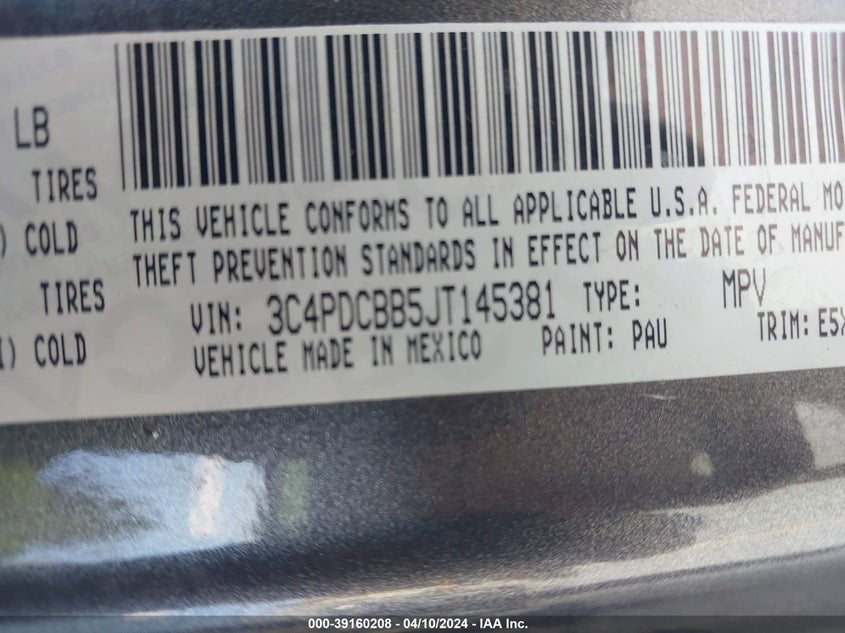 LB
TIRES
) COLD
TIRES
) COLD
THIS VEHICLE CONFORMS TO ALL APPLICABLE U.S.A. FEDERAL MO
THEFT PREVENTION STANDARDS IN EFFECT ON THE DATE OF MANUF
VIN: 3C4PDCBB5JT145381 TYPE: MPV
VEHICLE MADE IN MEXICO PAINT: PAU TRIM: E5X
000-39160208 - 04/10/2024 - IAA Inc.